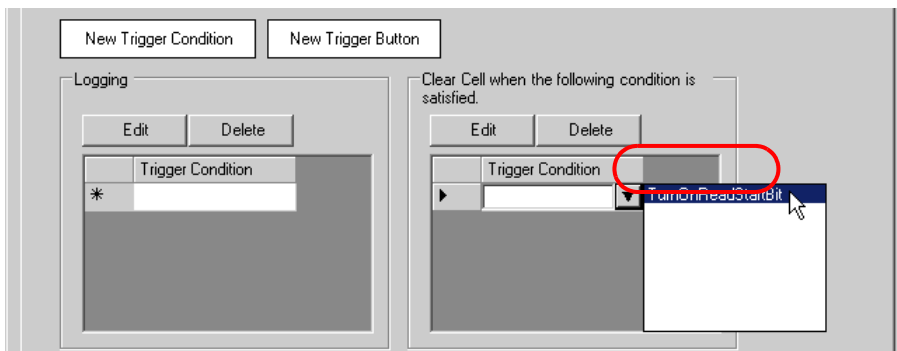 New Trigger Condition
New Trigger Button
Logging
Edit
Delete
Trigger Condition
Clear Cell when the following condition is
satisfied.
Edit
Delete
Trigger Condition
TurnOnReadStartBit